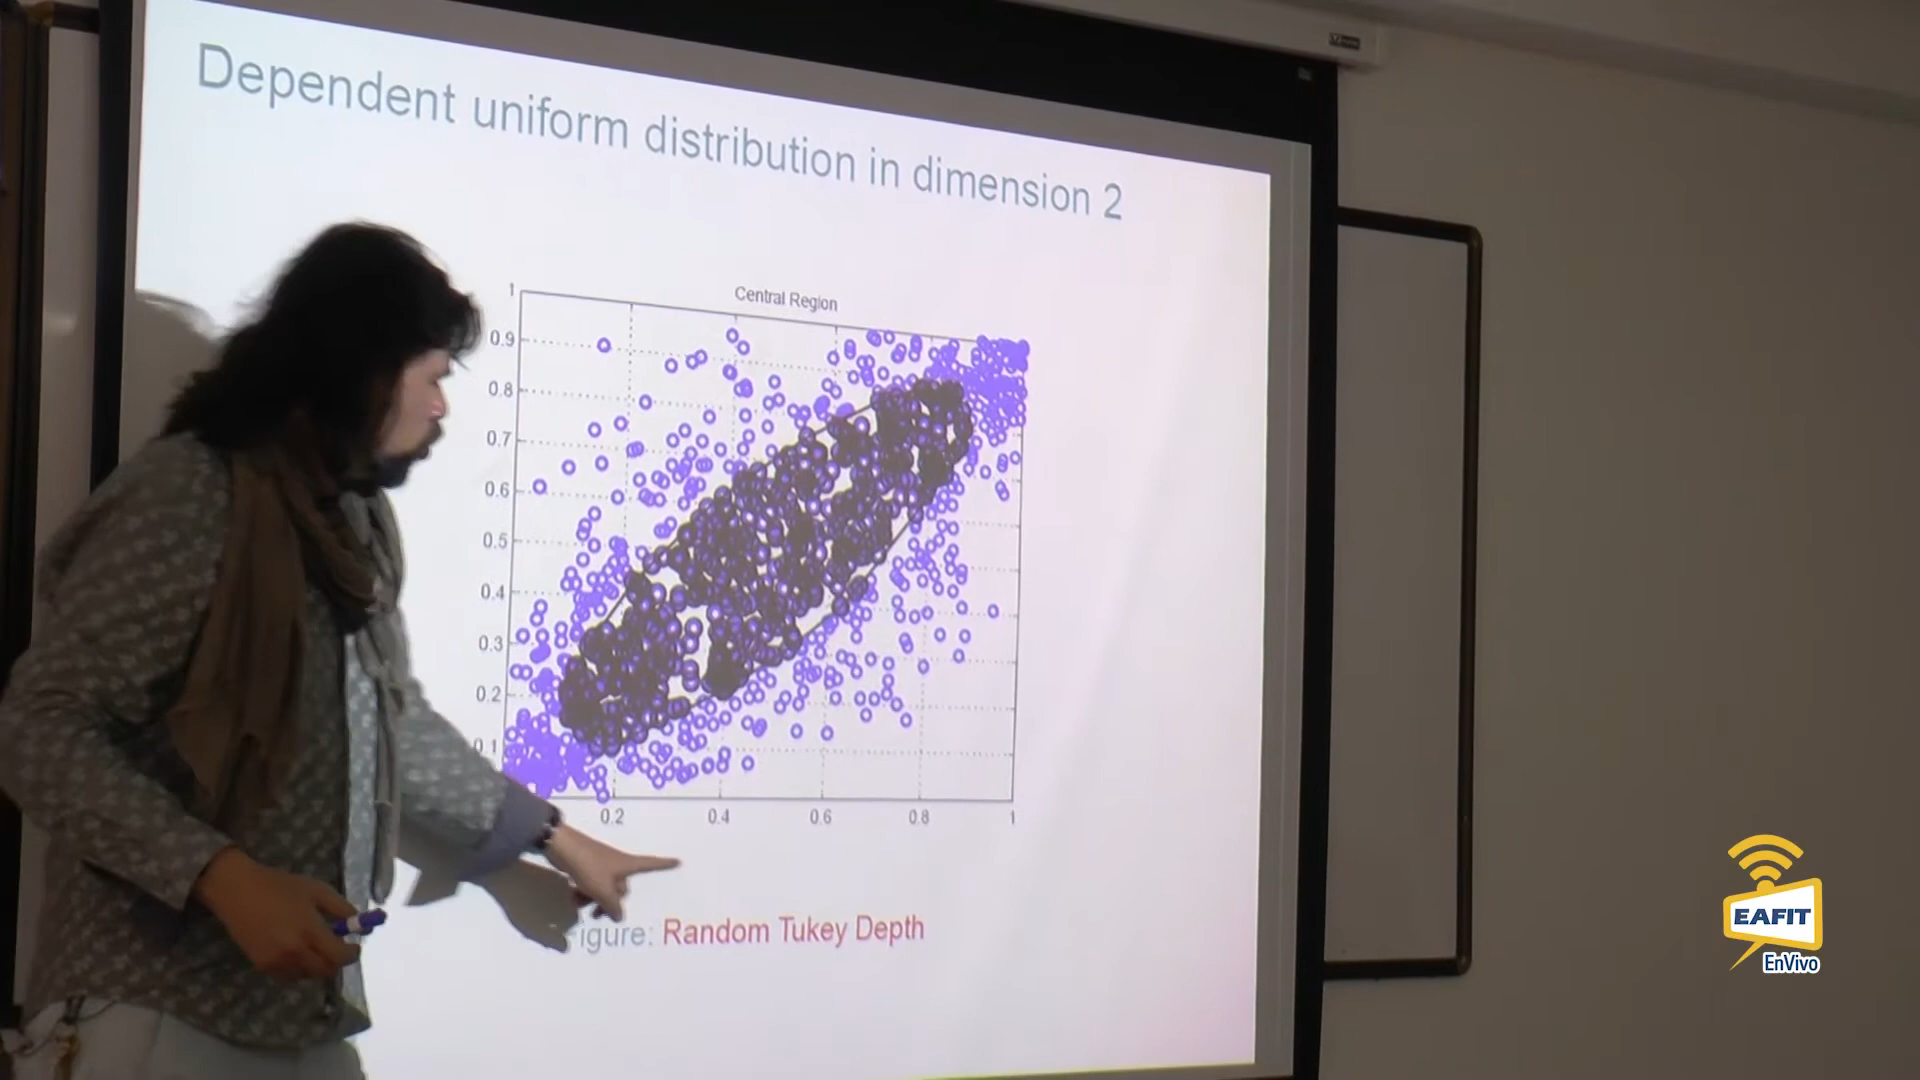 Dependent uniform distribution in dimension 2
Central Region
1
0.9
0.8
0.7
0.6
0.5
0.4
0.3
0.2
0.1
0.2 0.4 0.6 0.8 1
igure: Random Tukey Depth
EAFIT
EnVivo